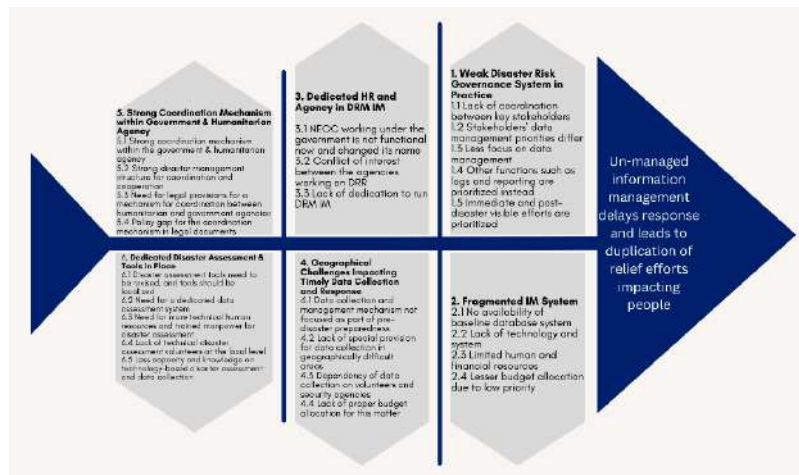 5. Strong Coordination Mechanism
within Government & Humanitarian
Agency
5.1 Strong coordination mechanism
within the government & humanitarian
agency
5.2 Strong disaster management
structure for coordination and
cooperation
5.3 Need for legal provisions for a
mechanism for coordination between
humanitarian and government agencies
5.4 Policy gap for the coordination
mechanism in legal documents
3. Dedicated HR and
Agency in DRM IM
3.1 NEOC working under the
government is not functional
now and changed its name
3.2 Conflict of interest
between the agencies
working on DRR
3.3 Lack of dedication to run
DRM IM
1. Weak Disaster Risk
Governance System in
Practice
1.1 Lack of coordination
between key stakeholders
1.2 Stakeholders' data
management priorities differ
1.3 Less focus on data
management
1.4 Other functions such as
logs and reporting are
prioritized instead
1.5 Immediate and post-
disaster visible efforts are
prioritized
6. Dedicated Disaster Assessment &
Tools in Place
6.1 Disaster assessment tools need to
be revised, and tools should be
localized
6.2 Need for a dedicated data
assessment system
6.3 Need for more technical human
resources and trained manpower for
disaster assessment
6.4 Lack of technical disaster
assessment volunteers at the local level
6.5 Less capacity and knowledge on
technology-based disaster assessment
and data collection
4. Geographical
Challenges Impacting
Timely Data Collection
and Response
4.1 Data collection and
management mechanism not
focused as part of pre-
disaster preparedness
4.2 Lack of special provision
for data collection in
geographically difficult
areas
4.3 Dependency of data
collection on volunteers and
security agencies
4.4 Lack of proper budget
allocation for this matter
2. Fragmented IM System
2.1 No availability of
baseline database system
2.2 Lack of technology and
system
2.3 Limited human and
financial resources
2.4 Lesser budget allocation
due to low priority
Un-managed
information
management
delays response
and leads to
duplication of
relief efforts
impacting
people